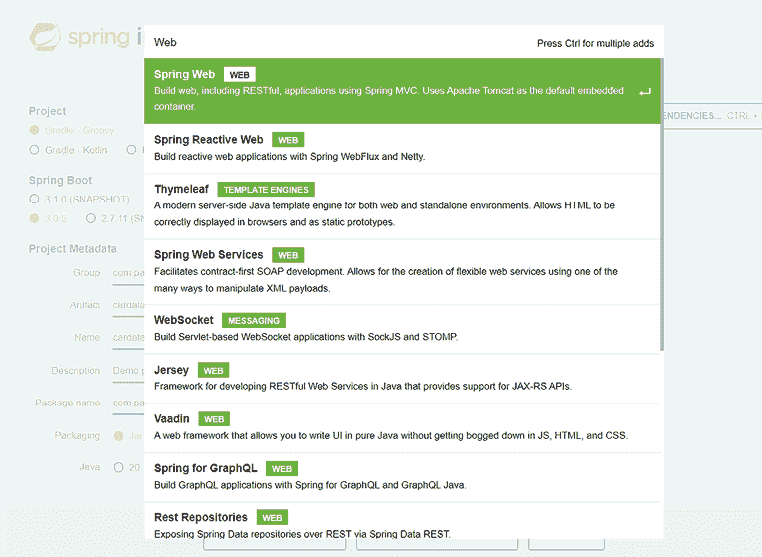 spring i
Web
Press Ctrl for multiple adds
Spring Web WEB
Build web, including RESTful, applications using Spring MVC. Uses Apache Tomcat as the default embedded
container.
Spring Reactive Web WEB
Build reactive web applications with Spring WebFlux and Netty.
Thymeleaf TEMPLATE ENGINES
A modern server-side Java template engine for both web and standalone environments. Allows HTML to be
correctly displayed in browsers and as static prototypes.
Spring Web Services WEB
Facilitates contract-first SOAP development. Allows for the creation of flexible web services using one of the
many ways to manipulate XML payloads.
WebSocket MESSAGING
Build Servlet-based WebSocket applications with SockJS and STOMP.
Jersey WEB
Framework for developing RESTful Web Services in Java that provides support for JAX-RS APIs.
Vaadin WEB
A web framework that allows you to write UI in pure Java without getting bogged down in JS, HTML, and CSS.
Spring for GraphQL WEB
Build GraphQL applications with Spring for GraphQL and GraphQL Java.
Rest Repositories WEB
Exposing Spring Data repositories over REST via Spring Data REST.
Project
Gradle - Groovy
Gradle - Kotlin
Spring Boot
3.1.0 (SNAPSHOT)
3.0.5 2.7.11 (SN
Project Metadata
Group com.pa
Artifact cardata
Name cardata
Description Demo p
Package name com.pa
Packaging Jar
Java 20
ENDENCIES... CTRL +